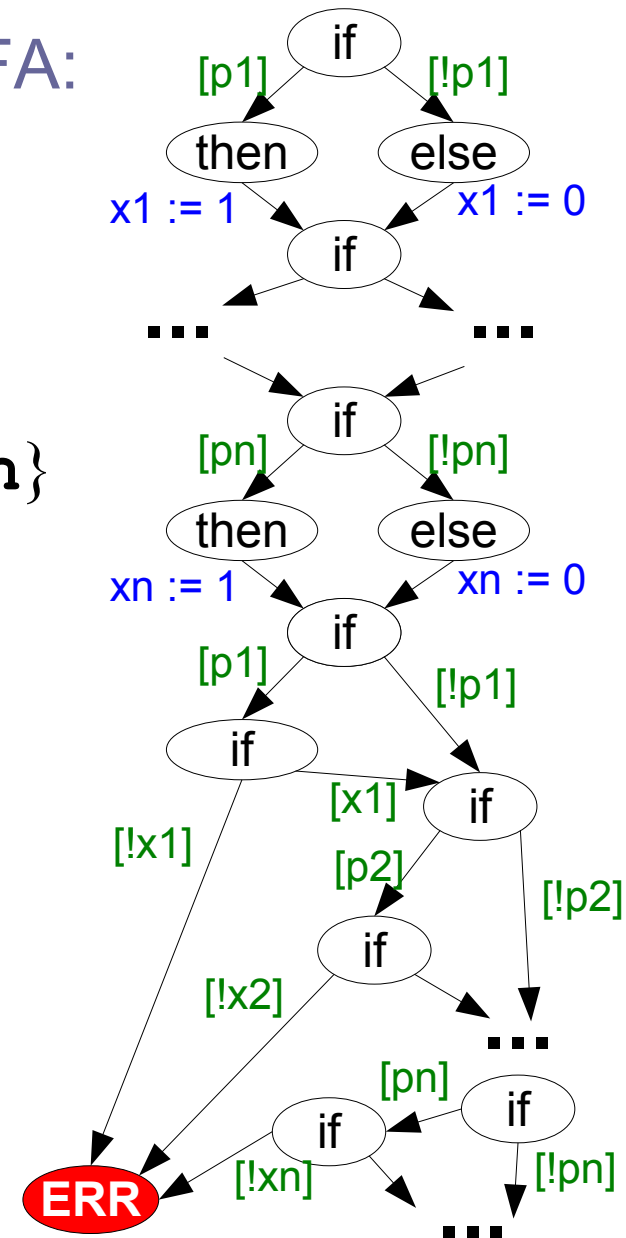 FA:
if
[p1] [!p1]
then else
x1 := 1 x1 := 0
if
... ...
if
[pn] [!pn]
n}
then else
xn := 1 xn := 0
if
[p1] [!p1]
if
[x1] if
[!x1]
[p2] [!p2]
if
[!x2]
...
[pn] if
if
[!xn] [!pn]
ERR
...